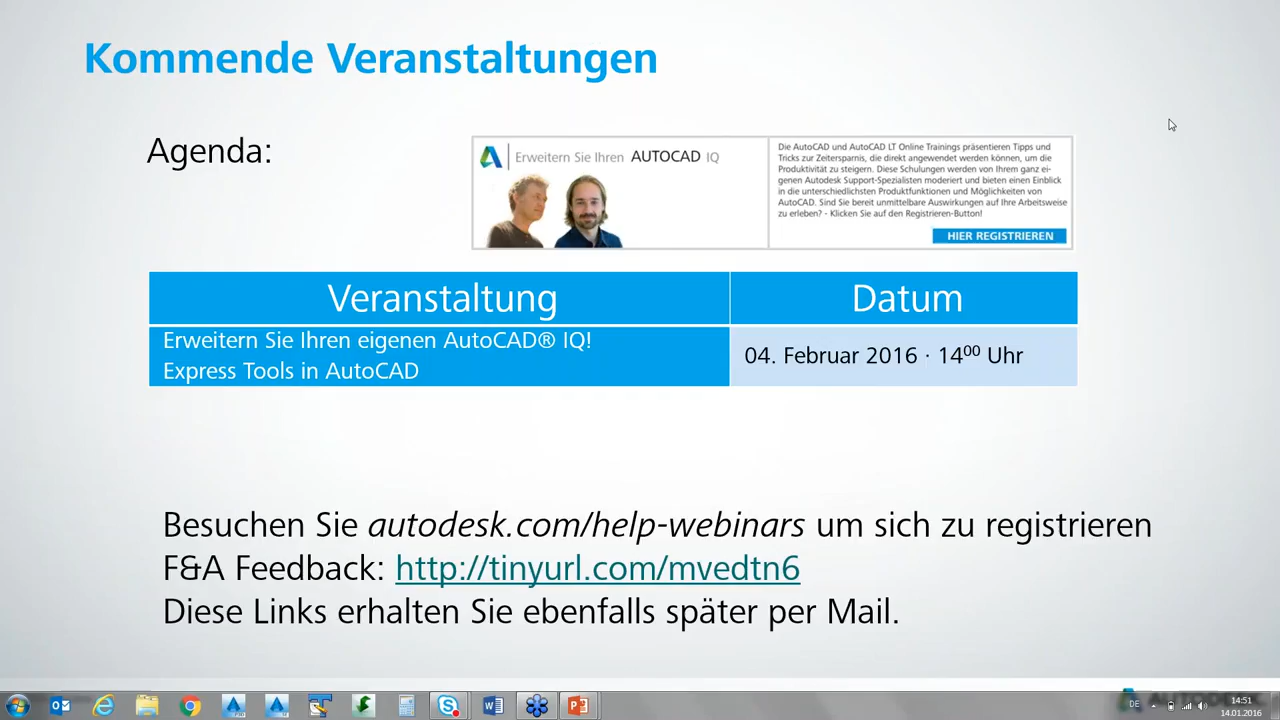 Kommende Veranstaltungen
Agenda:
Erweitern Sie Ihren AUTOCAD IQ
Die AutoCAD und AutoCAD LT Online Trainings präsentieren Tipps und
Tricks zur Zeitersparnis, die direkt angewendet werden können, um die
Produktivität zu steigern. Diese Schulungen werden von Ihrem ganz ei-
genen Autodesk Support-Spezialisten moderiert und bieten einen Einblick
in die unterschiedlichsten Produktfunktionen und Möglichkeiten von
AutoCAD. Sind Sie bereit unmittelbare Auswirkungen auf Ihre Arbeitsweise
zu erleben? - Klicken Sie auf den Registrieren-Button!
HIER REGISTRIEREN
Veranstaltung Datum
Erweitern Sie Ihren eigenen AutoCAD® IQ!
Express Tools in AutoCAD
04. Februar 2016 · 14⁰⁰ Uhr
Besuchen Sie autodesk.com/help-webinars um sich zu registrieren
F&A Feedback: http://tinyurl.com/mvedtn6
Diese Links erhalten Sie ebenfalls später per Mail.
DE
14:51
14.01.2016